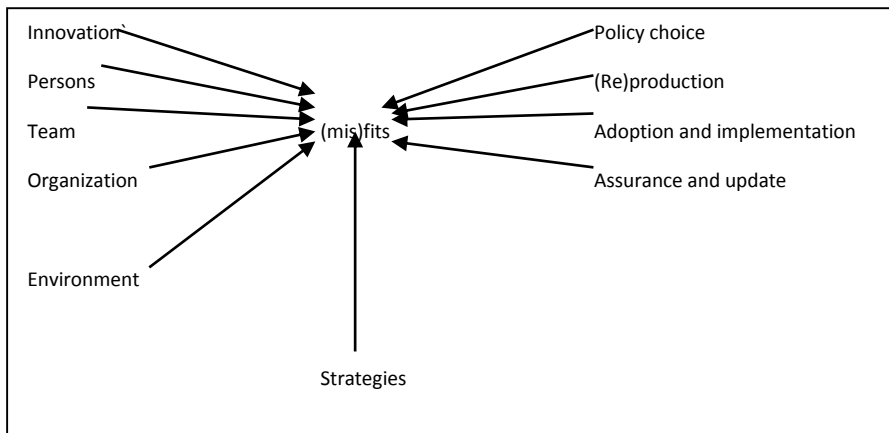 Innovation`
Persons
Team
Organization
Environment
(mis)fits
Strategies
Policy choice
(Re)production
Adoption and implementation
Assurance and update